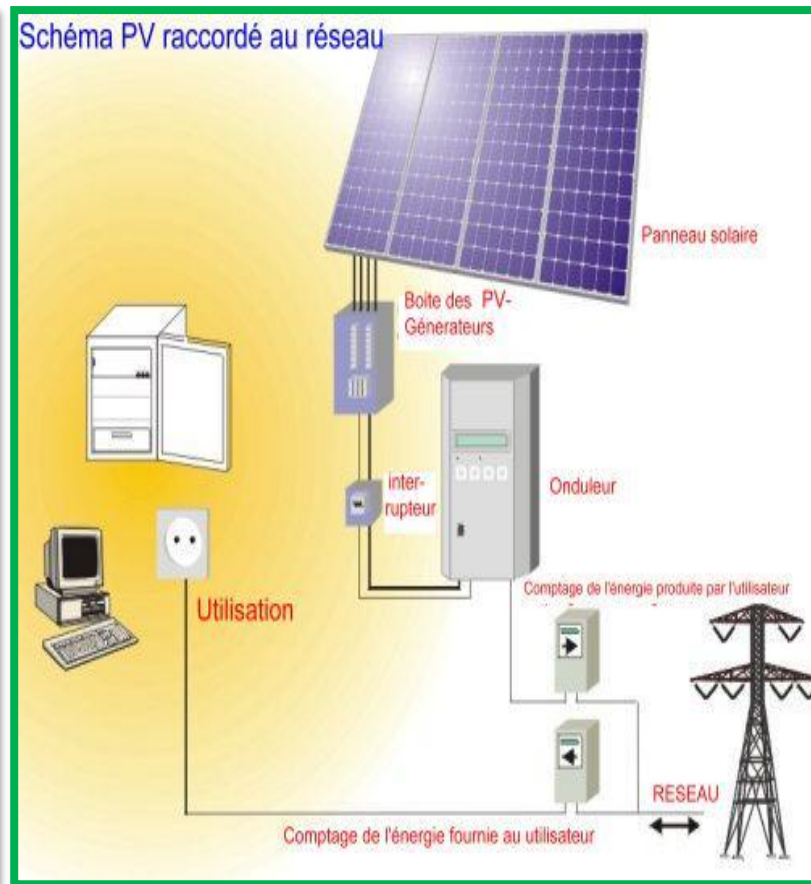 Schéma PV raccordé au réseau
Panneau solaire
Boite des PV-
Génerateurs
inter-
rupteur
Onduleur
Utilisation
Comptage de l'énergie produite par l'utilisateur
RESEAU
Comptage de l'énergie fournie au utilisateur